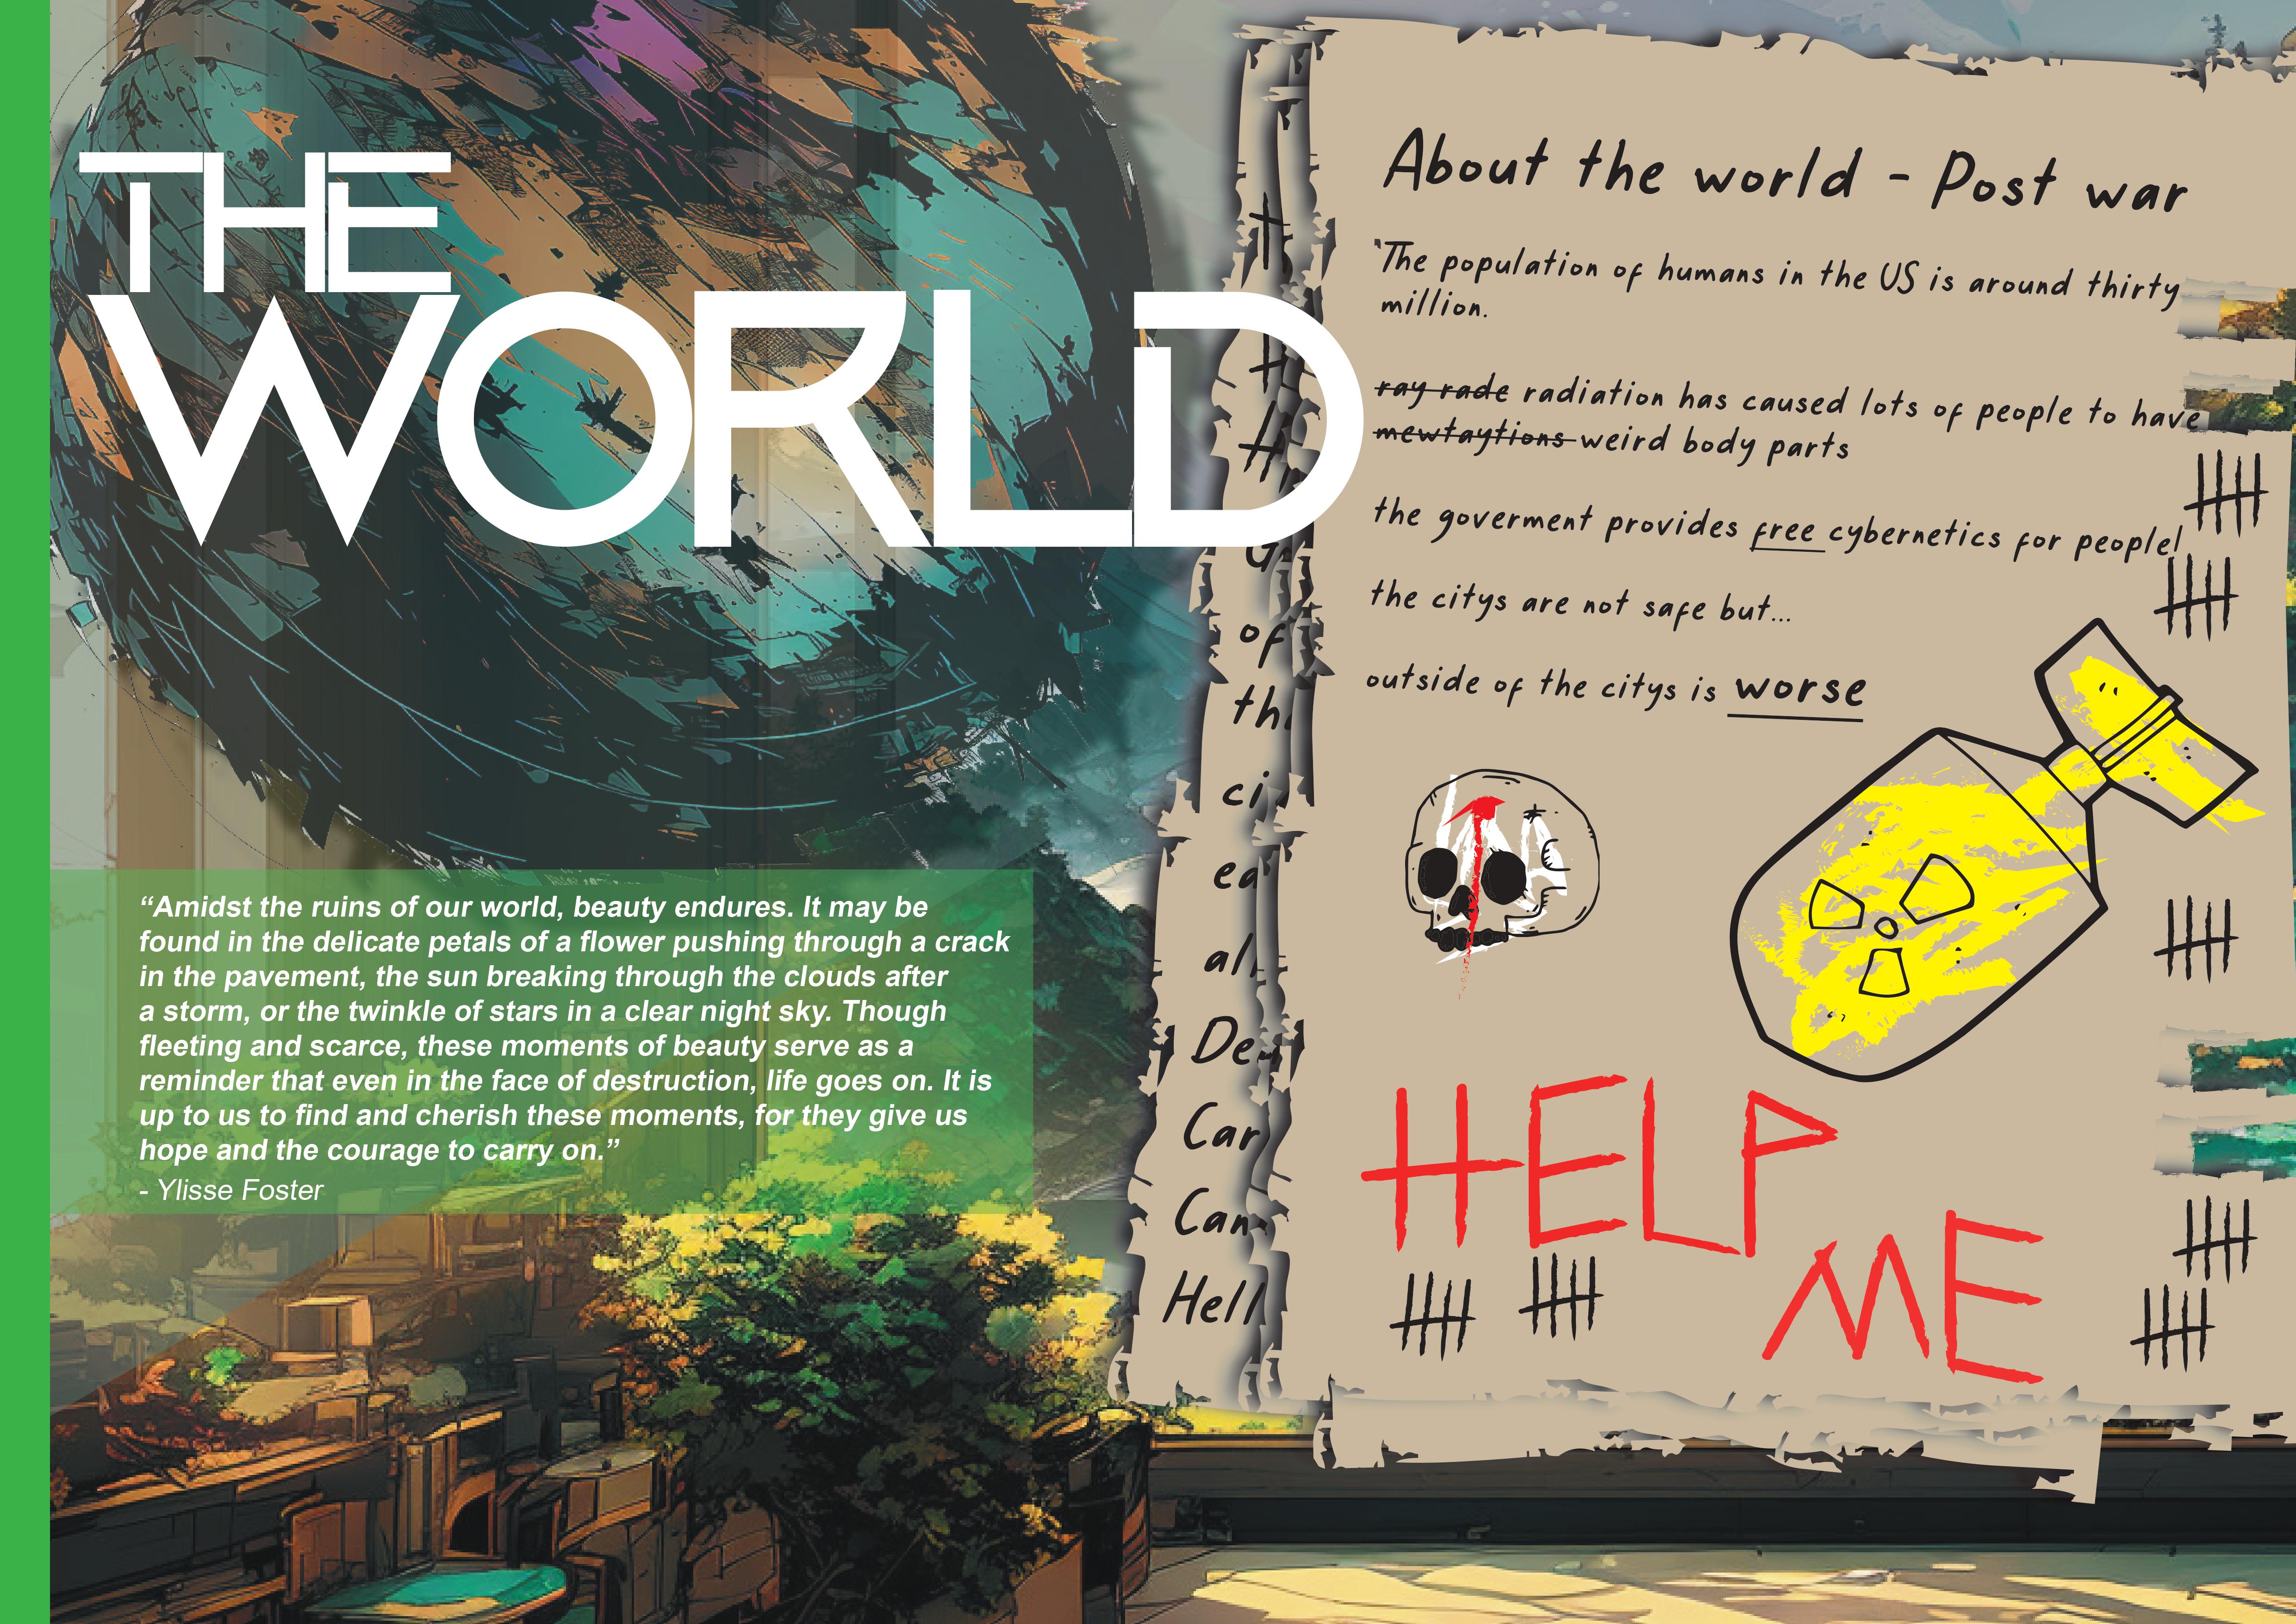 THE
WORLD
“Amidst the ruins of our world, beauty endures. It may be
found in the delicate petals of a flower pushing through a crack
in the pavement, the sun breaking through the clouds after
a storm, or the twinkle of stars in a clear night sky. Though
fleeting and scarce, these moments of beauty serve as a
reminder that even in the face of destruction, life goes on. It is
up to us to find and cherish these moments, for they give us
hope and the courage to carry on.”
- Ylisse Foster
of
th
ci
ea
al
De
Car
Can
Hell
About the world - Post war
The population of humans in the US is around thirty
million.
ray rade radiation has caused lots of people to have
mewtaytions weird body parts
the goverment provides free cybernetics for people!
the citys are not safe but...
outside of the citys is worse
HELP
ME